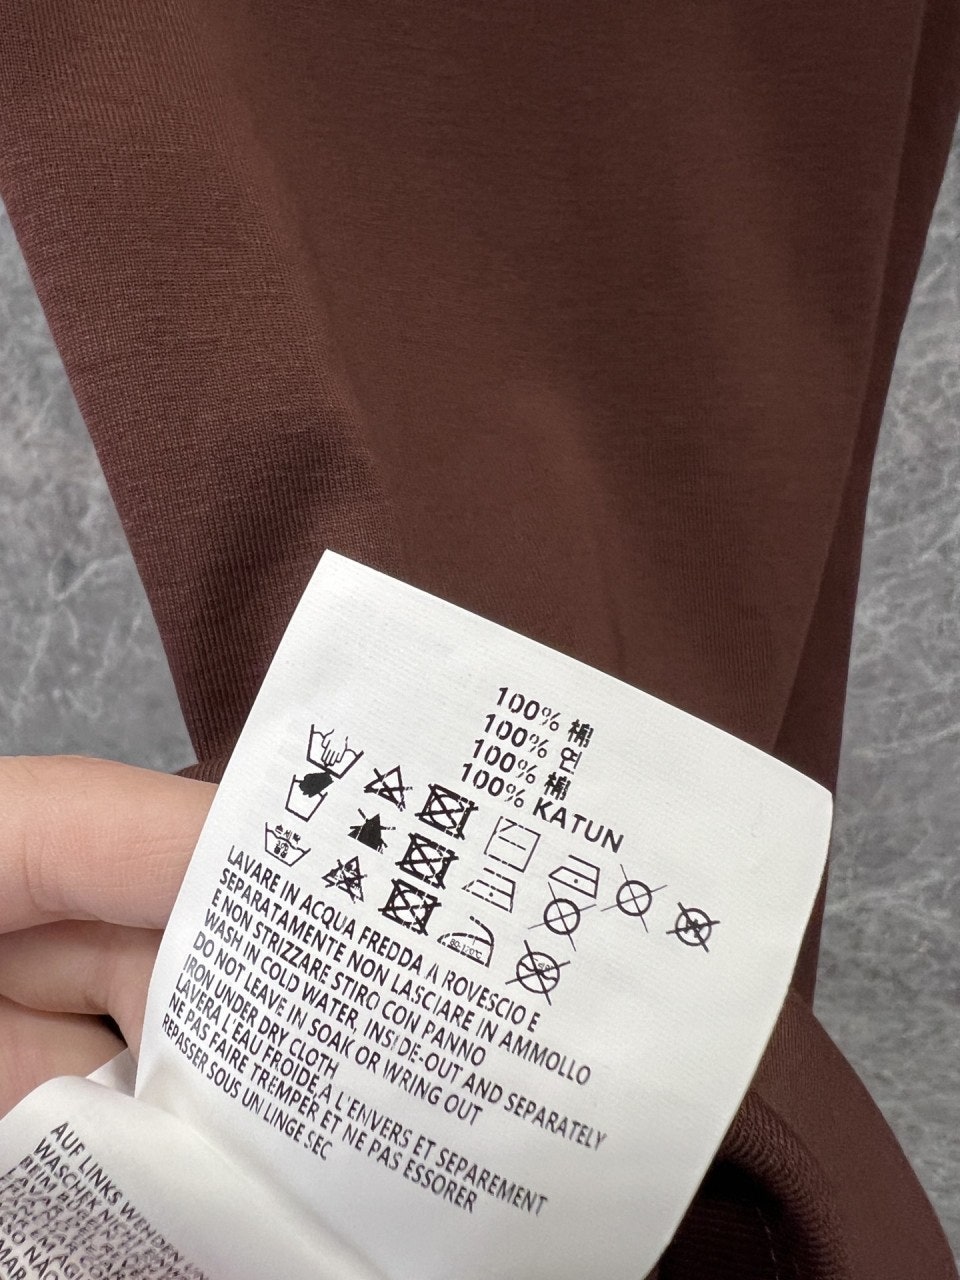 100% 棉
100% 면
100% 棉
100% KATUN
LAVARE IN ACQUA FREDDA A ROVESCIO E
SEPARATAMENTE NON LASCIARE IN AMMOLLO
E NON STRIZZARE STIRO CON PANNO
WASH IN COLD WATER, INSIDE-OUT AND SEPARATELY
DO NOT LEAVE IN SOAK OR WRING OUT
IRON UNDER DRY CLOTH
LAVERA L'EAU FROIDE, A L'ENVERS ET SEPAREMENT
NE PAS FAIRE TREMPER ET NE PAS ESSORER
REPASSER SOUS UN LINGE SEC
AUF LINKS WENDEN
WASCHEN